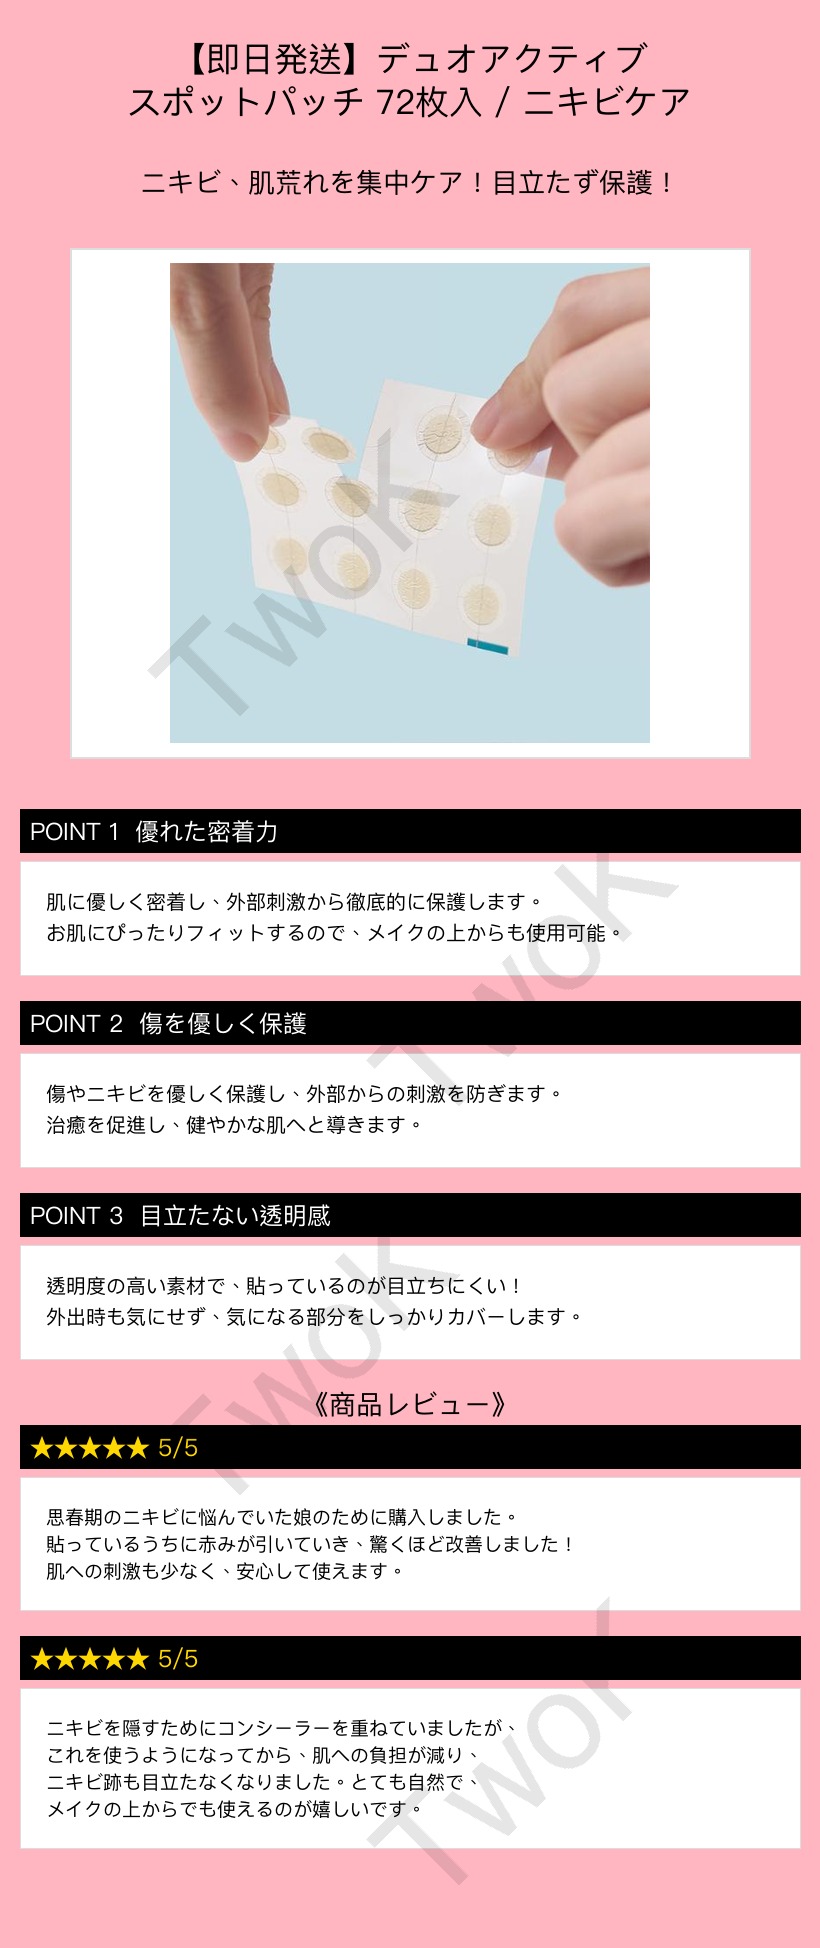 【即日発送】デュオアクティブ
スポットパッチ 72枚入 / ニキビケア
ニキビ、肌荒れを集中ケア！目立たず保護！
TwoK
POINT 1 優れた密着力
肌に優しく密着し、外部刺激から徹底的に保護します。
お肌にぴったりフィットするので、メイクの上からも使用可能。
TwoK
POINT 2 傷を優しく保護
傷やニキビを優しく保護し、外部からの刺激を防ぎます。
治癒を促進し、健やかな肌へと導きます。
POINT 3 目立たない透明感
透明度の高い素材で、貼っているのが目立ちにくい！
外出時も気にせず、気になる部分をしっかりカバーします。
TwoK
《商品レビュー》
★★★★★ 5/5
思春期のニキビに悩んでいた娘のために購入しました。
貼っているうちに赤みが引いていき、驚くほど改善しました！
肌への刺激も少なく、安心して使えます。
★★★★★ 5/5
ニキビを隠すためにコンシーラーを重ねていましたが、
これを使うようになってから、肌への負担が減り、
ニキビ跡も目立たなくなりました。とても自然で、
メイクの上からでも使えるのが嬉しいです。
TwoK